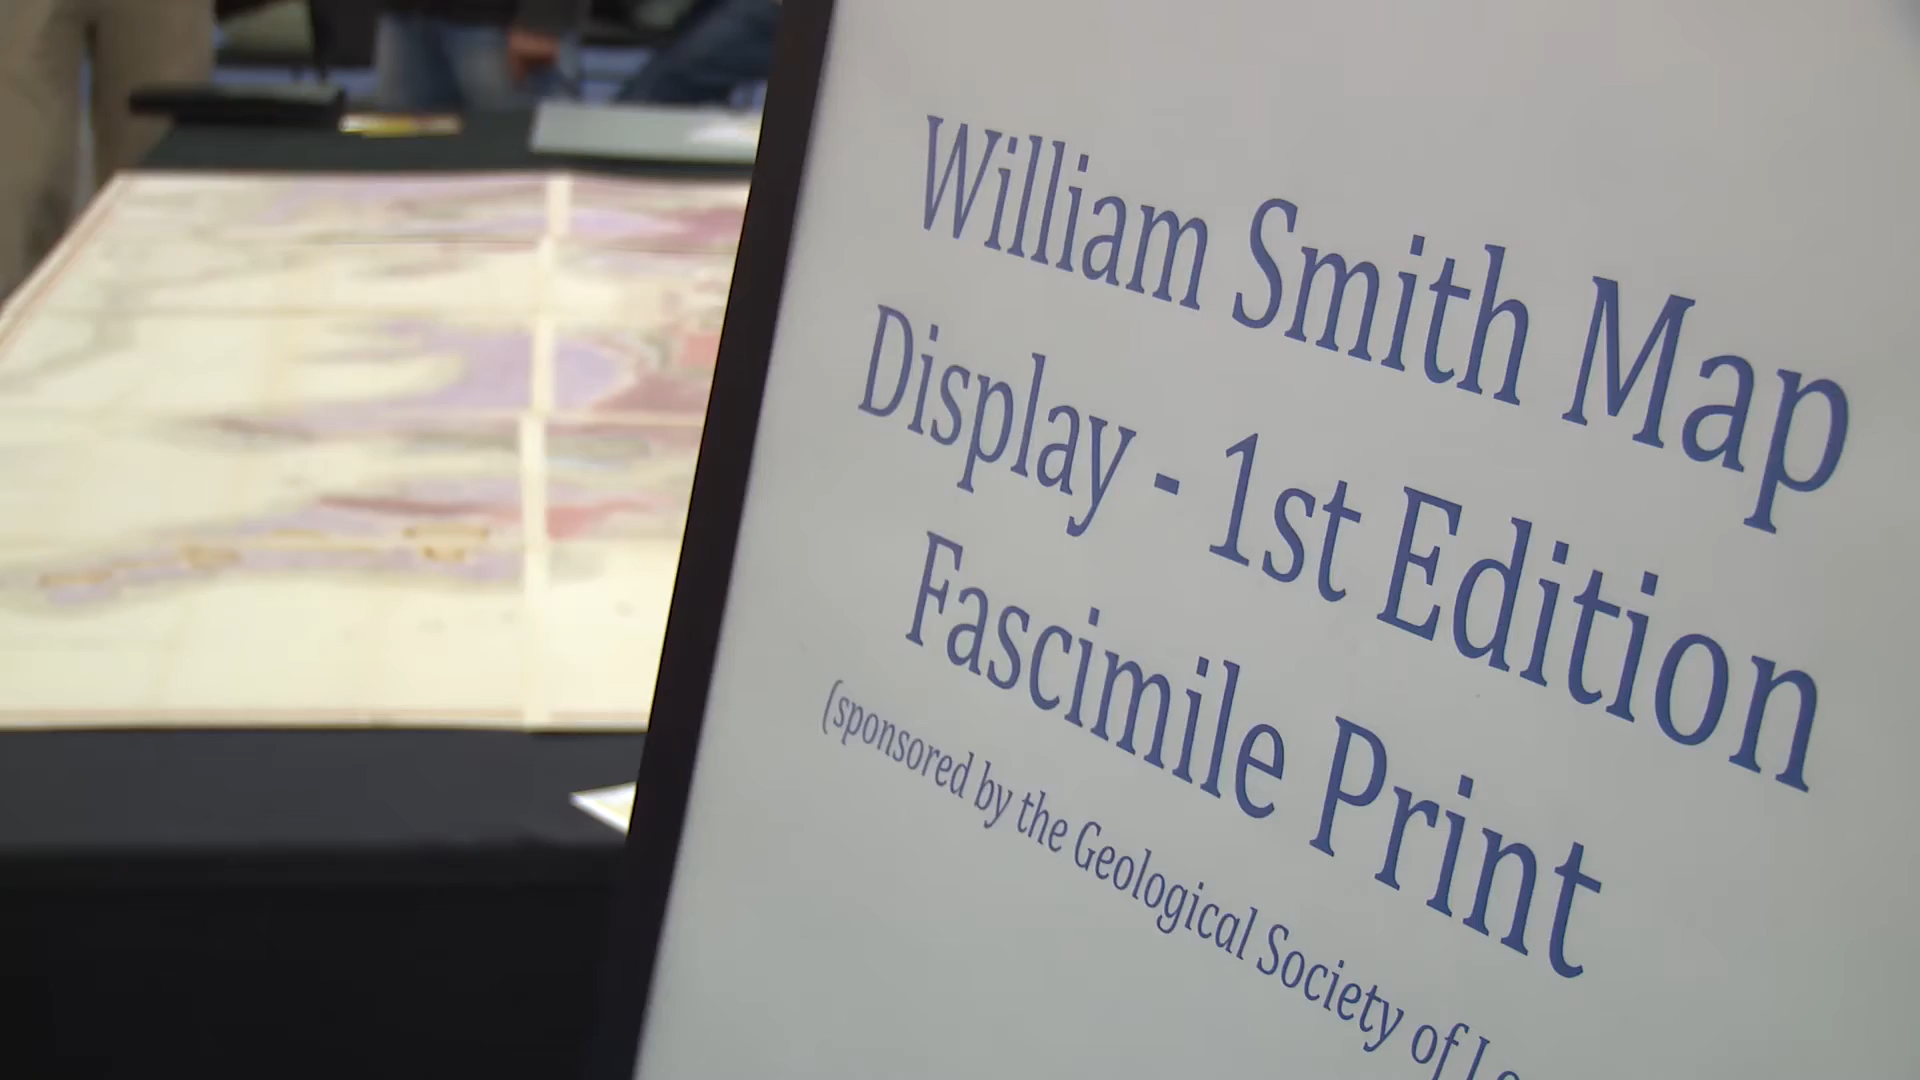 William Smith Map
Display - 1st Edition
Fascimile Print
(sponsored by the Geological Society of